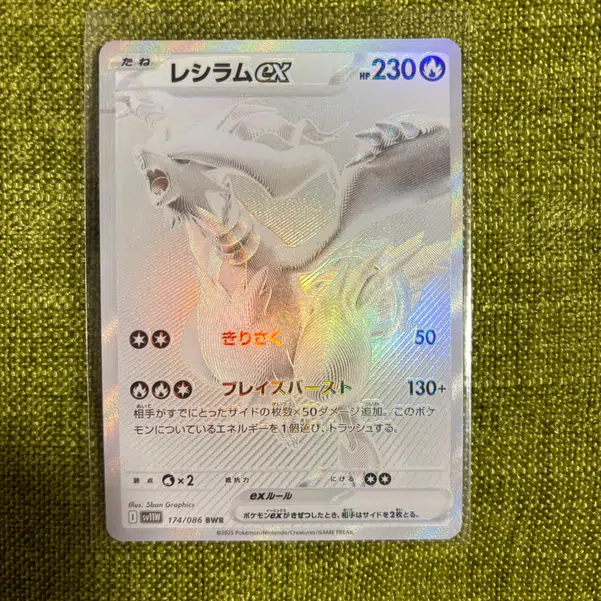 たね レシラムex HP 230
きりさく 50
ブレイズバースト 130+
相手がすでにとったサイドの枚数×50ダメージ追加。このポケ
モンについているエネルギーを1個選び、トラッシュする。
弱点 ×2 抵抗力 にげる
exルール
ポケモンexがきぜつしたとき、相手はサイドを2枚とる。
Illus. 5ban Graphics
I sv11W 174/086 BWR
©2025 Pokémon/Nintendo/Creatures/GAME FREAK